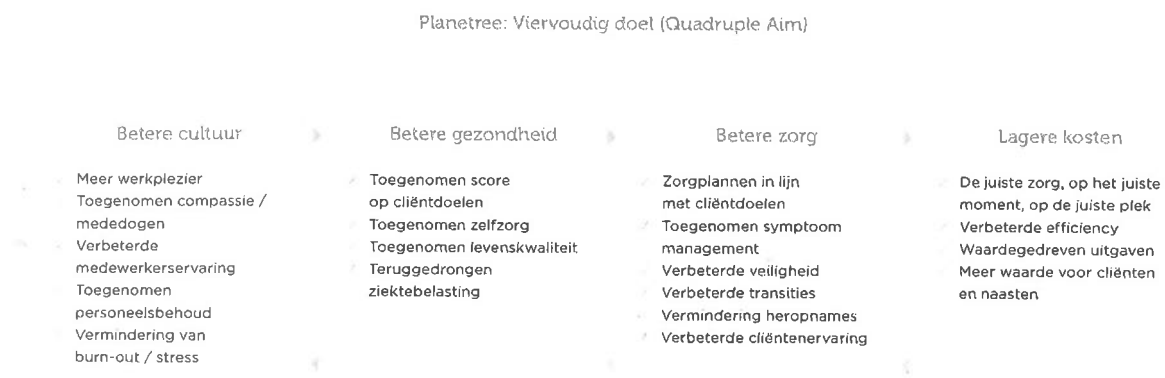 Planetree: Viervoudig doel (Quadruple Aim)
Betere cultuur
Meer werkplezier
Toegenomen compassie /
mededogen
Verbeterde
medewerkerservaring
Toegenomen
personeelsbehoud
Vermindering van
burn-out / stress
Betere gezondheid
Toegenomen score
op cliëntdoelen
Toegenomen zelfzorg
Toegenomen levenskwaliteit
Teruggedrongen
ziektebelasting
Betere zorg
Zorgplannen in lijn
met cliëntdoelen
Toegenomen symptoom
management
Verbeterde veiligheid
Verbeterde transities
Vermindering heropnames
Verbeterde cliëntenervaring
Lagere kosten
De juiste zorg, op het juiste
moment, op de juiste plek
Verbeterde efficiency
Waardegedreven uitgaven
Meer waarde voor cliënten
en naasten